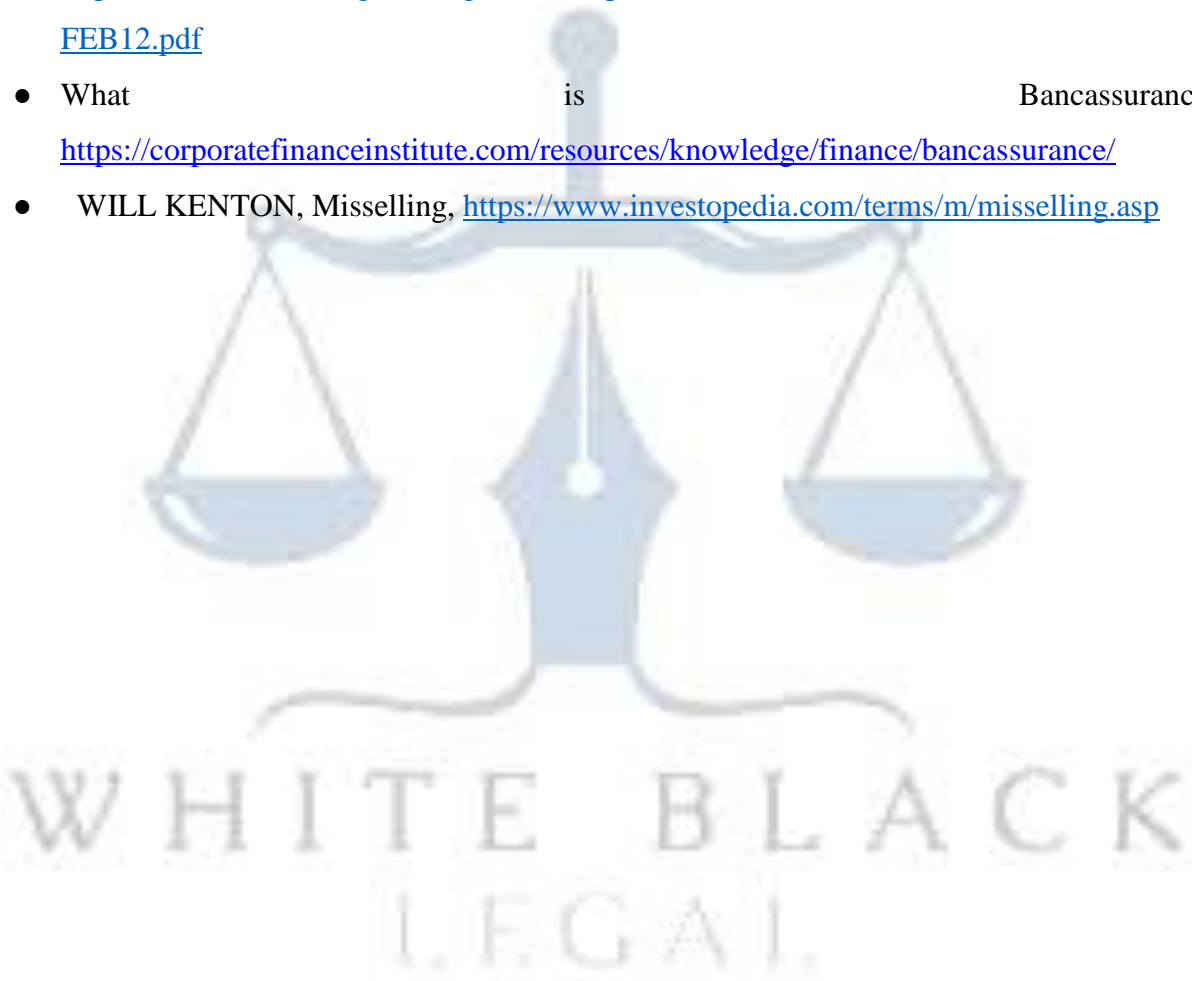 FEB12.pdf
● What is Bancassuranc
https://corporatefinanceinstitute.com/resources/knowledge/finance/bancassurance/
● WILL KENTON, Misselling, https://www.investopedia.com/terms/m/misselling.asp
WHITE BLACK
LEGAL